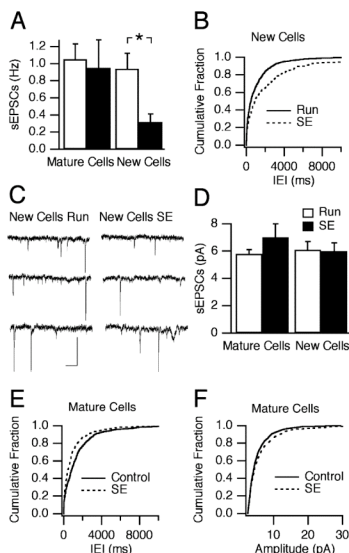 A
sEPSCs (Hz)
1.2
1.0
0.8
0.6
0.4
0.2
0.0
*
Mature Cells New Cells
B
New Cells
Cumulative Fraction
1.0
0.8
0.6
0.4
0.2
0.0
Run
SE
0 4000 8000
IEI (ms)
C
New Cells Run New Cells SE
D
sEPSCs (pA)
8
6
4
2
0
Run
SE
Mature Cells New Cells
E
Mature Cells
Cumulative Fraction
1.0
0.8
0.6
0.4
0.2
0.0
Control
SE
0 4000 8000
IEI (ms)
F
Mature Cells
Cumulative Fraction
1.0
0.8
0.6
0.4
0.2
0.0
Control
SE
10 20 30
Amplitude (pA)